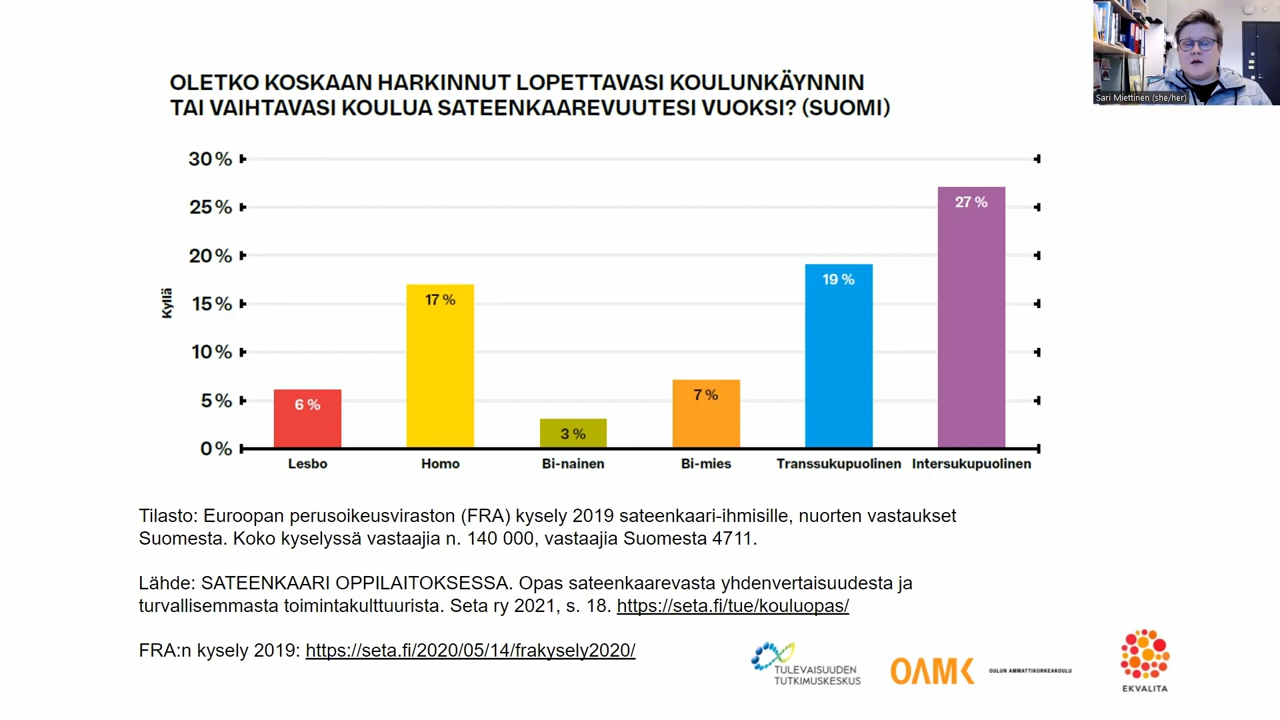 Sari Miettinen (she/her)
OLETKO KOSKAAN HARKINNUT LOPETTAVASI KOULUNKÄYNNIN
TAI VAIHTAVASI KOULUA SATEENKAAREVUUTESI VUOKSI? (SUOMI)
30 %
25 %
20 %
15 %
10 %
5 %
0 %
Kyllä
6 %
17 %
3 %
7 %
19 %
27 %
Lesbo
Homo
Bi-nainen
Bi-mies
Transsukupuolinen
Intersukupuolinen
Tilasto: Euroopan perusoikeusviraston (FRA) kysely 2019 sateenkaari-ihmisille, nuorten vastaukset
Suomesta. Koko kyselyssä vastaajia n. 140 000, vastaajia Suomesta 4711.
Lähde: SATEENKAARI OPPILAITOKSESSA. Opas sateenkaarevasta yhdenvertaisuudesta ja
turvallisemmasta toimintakulttuurista. Seta ry 2021, s. 18. https://seta.fi/tue/kouluopas/
FRA:n kysely 2019: https://seta.fi/2020/05/14/frakysely2020/
TULEVAISUUDEN
TUTKIMUSKESKUS
OAMK
OULUN AMMATTIKORKEAKOULU
EKVALITA